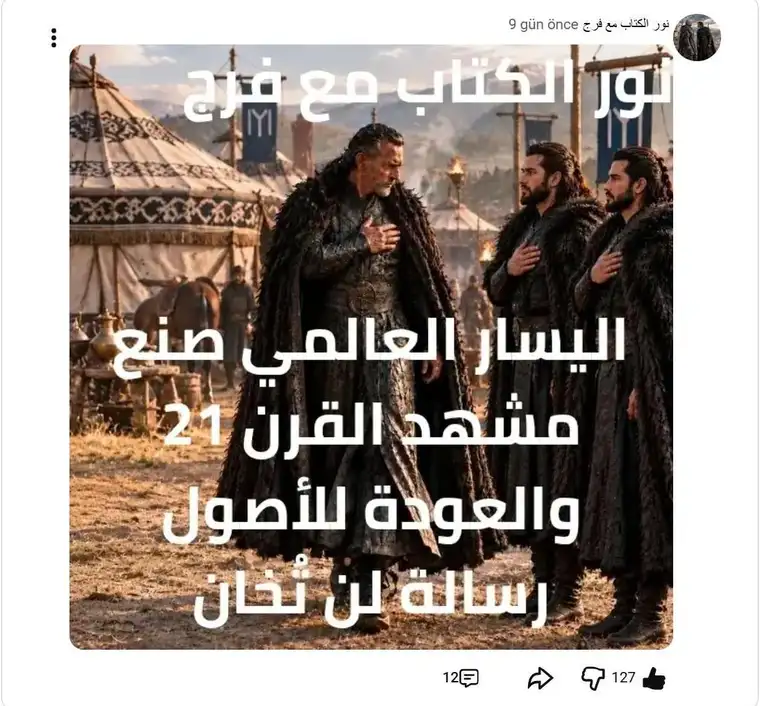 نور الكتاب مع فرج 9 gün önce
نور الكتاب مع فرج
اليسار العالمي صنع
مشهد القرن 21
والعودة للأصول
رسالة لن تُخان
127
12